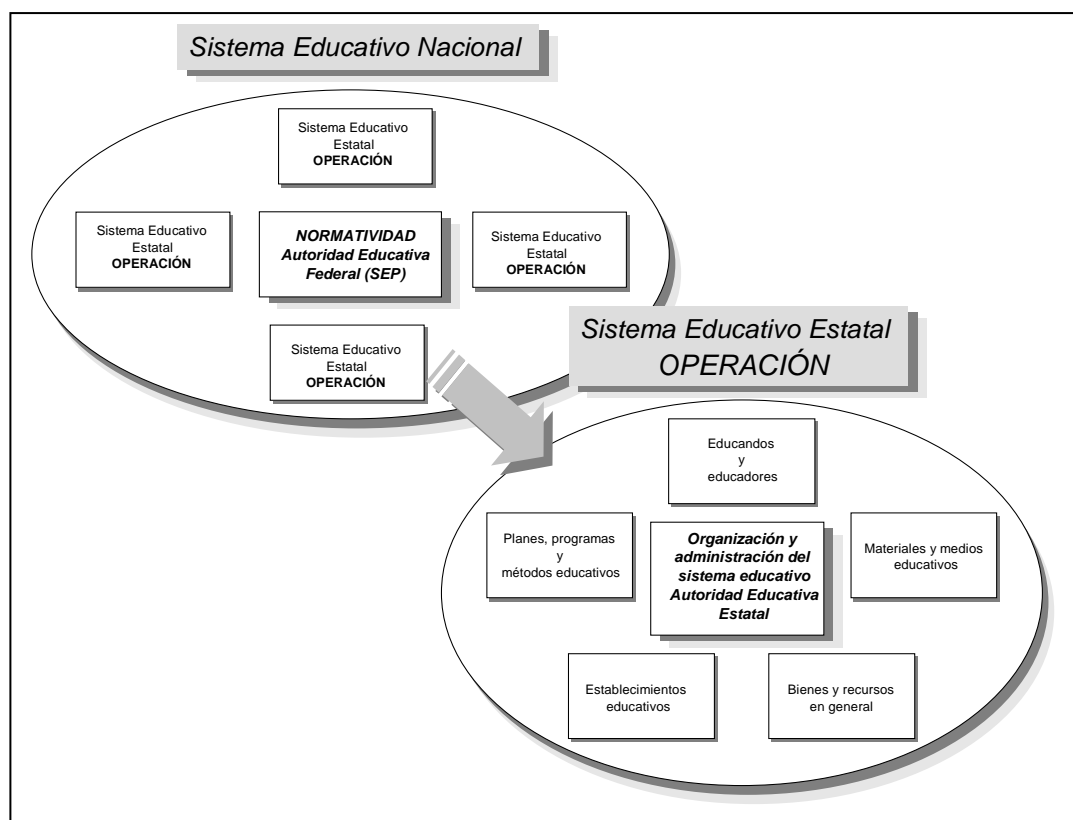 Sistema Educativo Nacional
Sistema Educativo
Estatal
OPERACIÓN
Sistema Educativo
Estatal
OPERACIÓN
NORMATIVIDAD
Autoridad Educativa
Federal (SEP)
Sistema Educativo
Estatal
OPERACIÓN
Sistema Educativo
Estatal
OPERACIÓN
Sistema Educativo Estatal
OPERACIÓN
Educandos
y
educadores
Planes, programas
y
métodos educativos
Organización y
administración del
sistema educativo
Autoridad Educativa
Estatal
Materiales y medios
educativos
Establecimientos
educativos
Bienes y recursos
en general